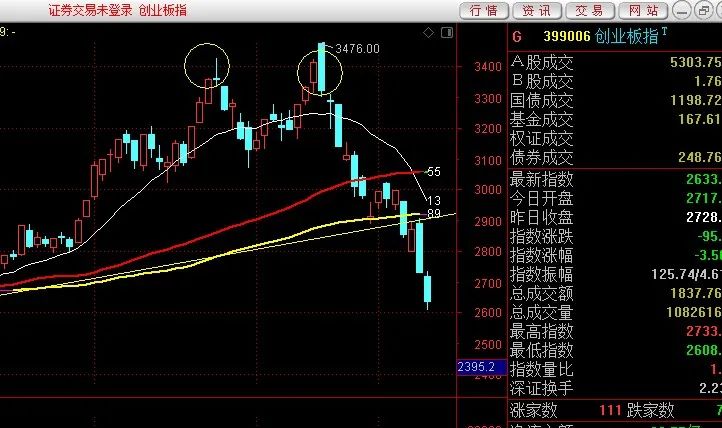 证券交易未登录 创业板指
行情 资讯 交易 网站
9: -
3476.00
3400
3300
3200
3100
3000
2900
2800
2700
2600
2500
2400
55
13
89
2395.2
G 399006 创业板指T
A股成交 5303.75
B股成交 1.76
国债成交 1198.72
基金成交 167.61
权证成交
债券成交 248.76
最新指数 2633.
今日开盘 2717.
昨日收盘 2728.
指数涨跌 -95.
指数涨幅 -3.50
指数振幅 125.74/4.6
总成交额 1837.76
总成交量 1082616
最高指数 2733.
最低指数 2608.
指数量比 1.
深证换手 2.23
涨家数 111 跌家数 7